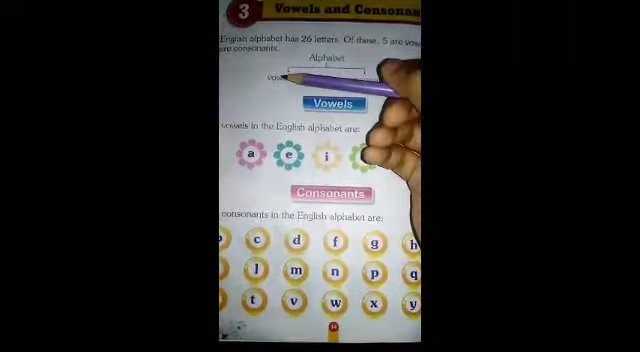 3 Vowels and Consonan
English alphabet has 26 letters. Of these, 5 are vow
are consonants.
Alphabet
Vowels
vowels in the English alphabet are:
a e i
Consonants
consonants in the English alphabet are:
c d f g h
l m n p q
t v w x y
34